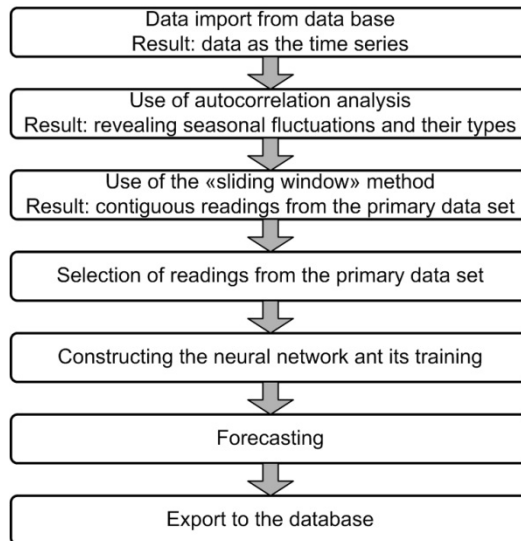 Data import from data base
Result: data as the time series
Use of autocorrelation analysis
Result: revealing seasonal fluctuations and their types
Use of the «sliding window» method
Result: contiguous readings from the primary data set
Selection of readings from the primary data set
Constructing the neural network ant its training
Forecasting
Export to the database